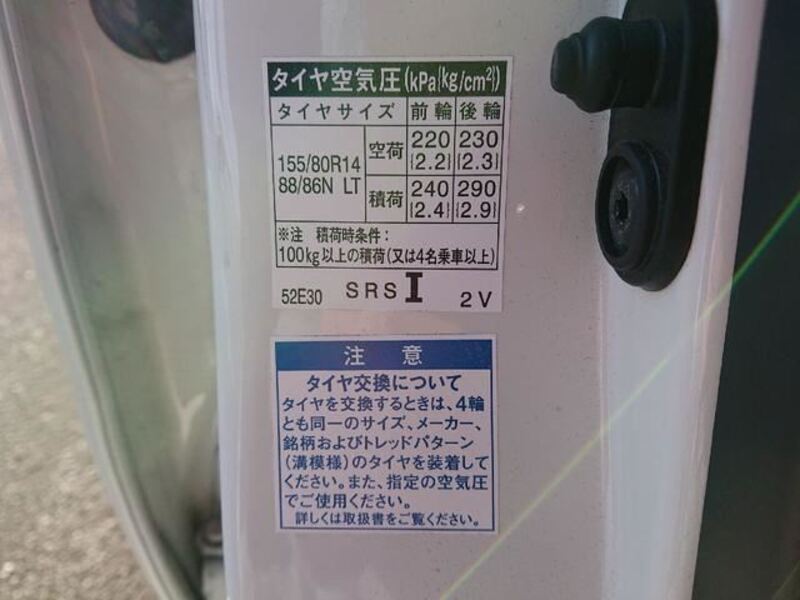 タイヤ空気圧(kPa{kg/cm²})
タイヤサイズ 前輪 後輪
155/80R14 88/86N LT 空荷 220 {2.2} 230 {2.3}
積荷 240 {2.4} 290 {2.9}
※注 積荷時条件:
100kg以上の積荷(又は4名乗車以上)
52E30 SRS I 2V
注 意
タイヤ交換について
タイヤを交換するときは、4輪
とも同一のサイズ、メーカー、
銘柄およびトレッドパターン
(溝模様)のタイヤを装着して
ください。また、指定の空気圧
でご使用ください。
詳しくは取扱書をご覧ください。